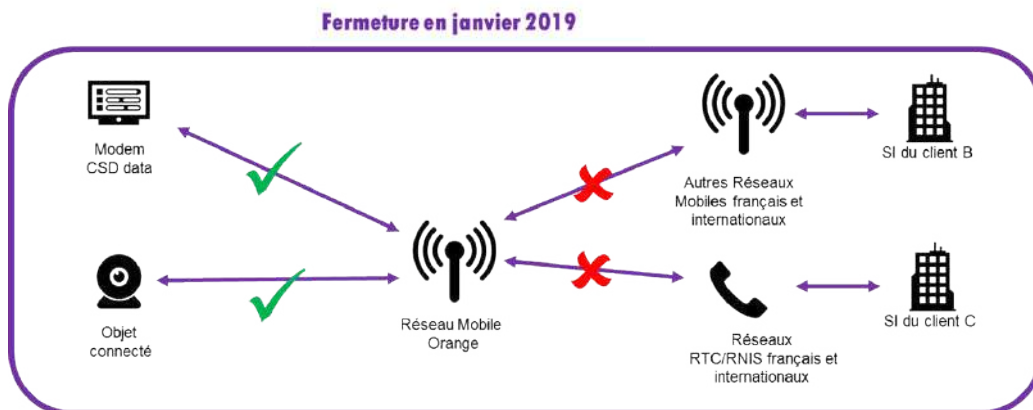 Fermeture en janvier 2019
Modem
CSD data
SI du client B
Autres Réseaux
Mobiles français et
internationaux
Objet
connecté
Réseau Mobile
Orange
SI du client C
Réseaux
RTC/RNIS français et
internationaux